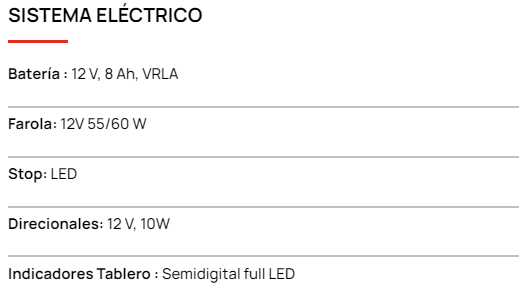 SISTEMA ELÉCTRICO
Batería : 12 V, 8 Ah, VRLA
Farola: 12V 55/60 W
Stop: LED
Direcionales: 12 V, 10W
Indicadores Tablero : Semidigital full LED